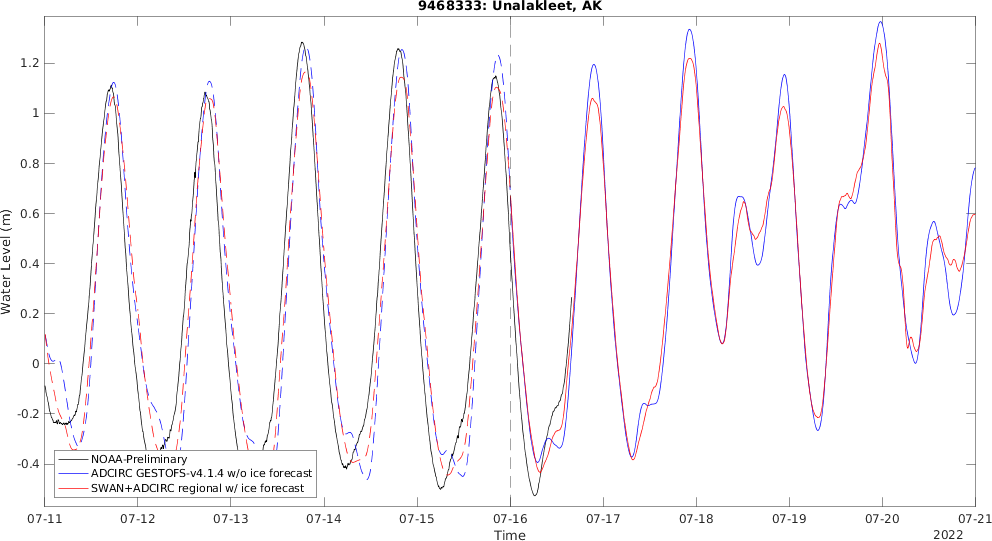 9468333: Unalakleet, AK
Water Level (m)
1.2
1
0.8
0.6
0.4
0.2
0
-0.2
-0.4
NOAA-Preliminary
ADCIRC GESTOFS-v4.1.4 w/o ice forecast
SWAN+ADCIRC regional w/ ice forecast
07-11 07-12 07-13 07-14 07-15 07-16 07-17 07-18 07-19 07-20 07-21
Time
2022